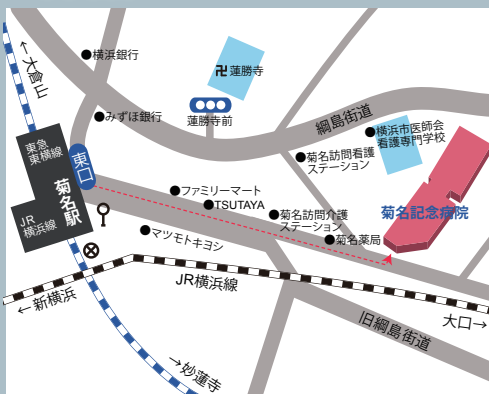 ←大倉山
横浜銀行
卍蓮勝寺
みずほ銀行
蓮勝寺前
綱島街道
横浜市医師会
看護専門学校
東急
東横線
東口
菊名駅
JR
横浜線
菊名訪問看護
ステーション
ファミリーマート
TSUTAYA
菊名訪問介護
ステーション
菊名記念病院
マツモトキヨシ
菊名薬局
←新横浜
JR横浜線
大口→
旧綱島街道
→妙蓮寺